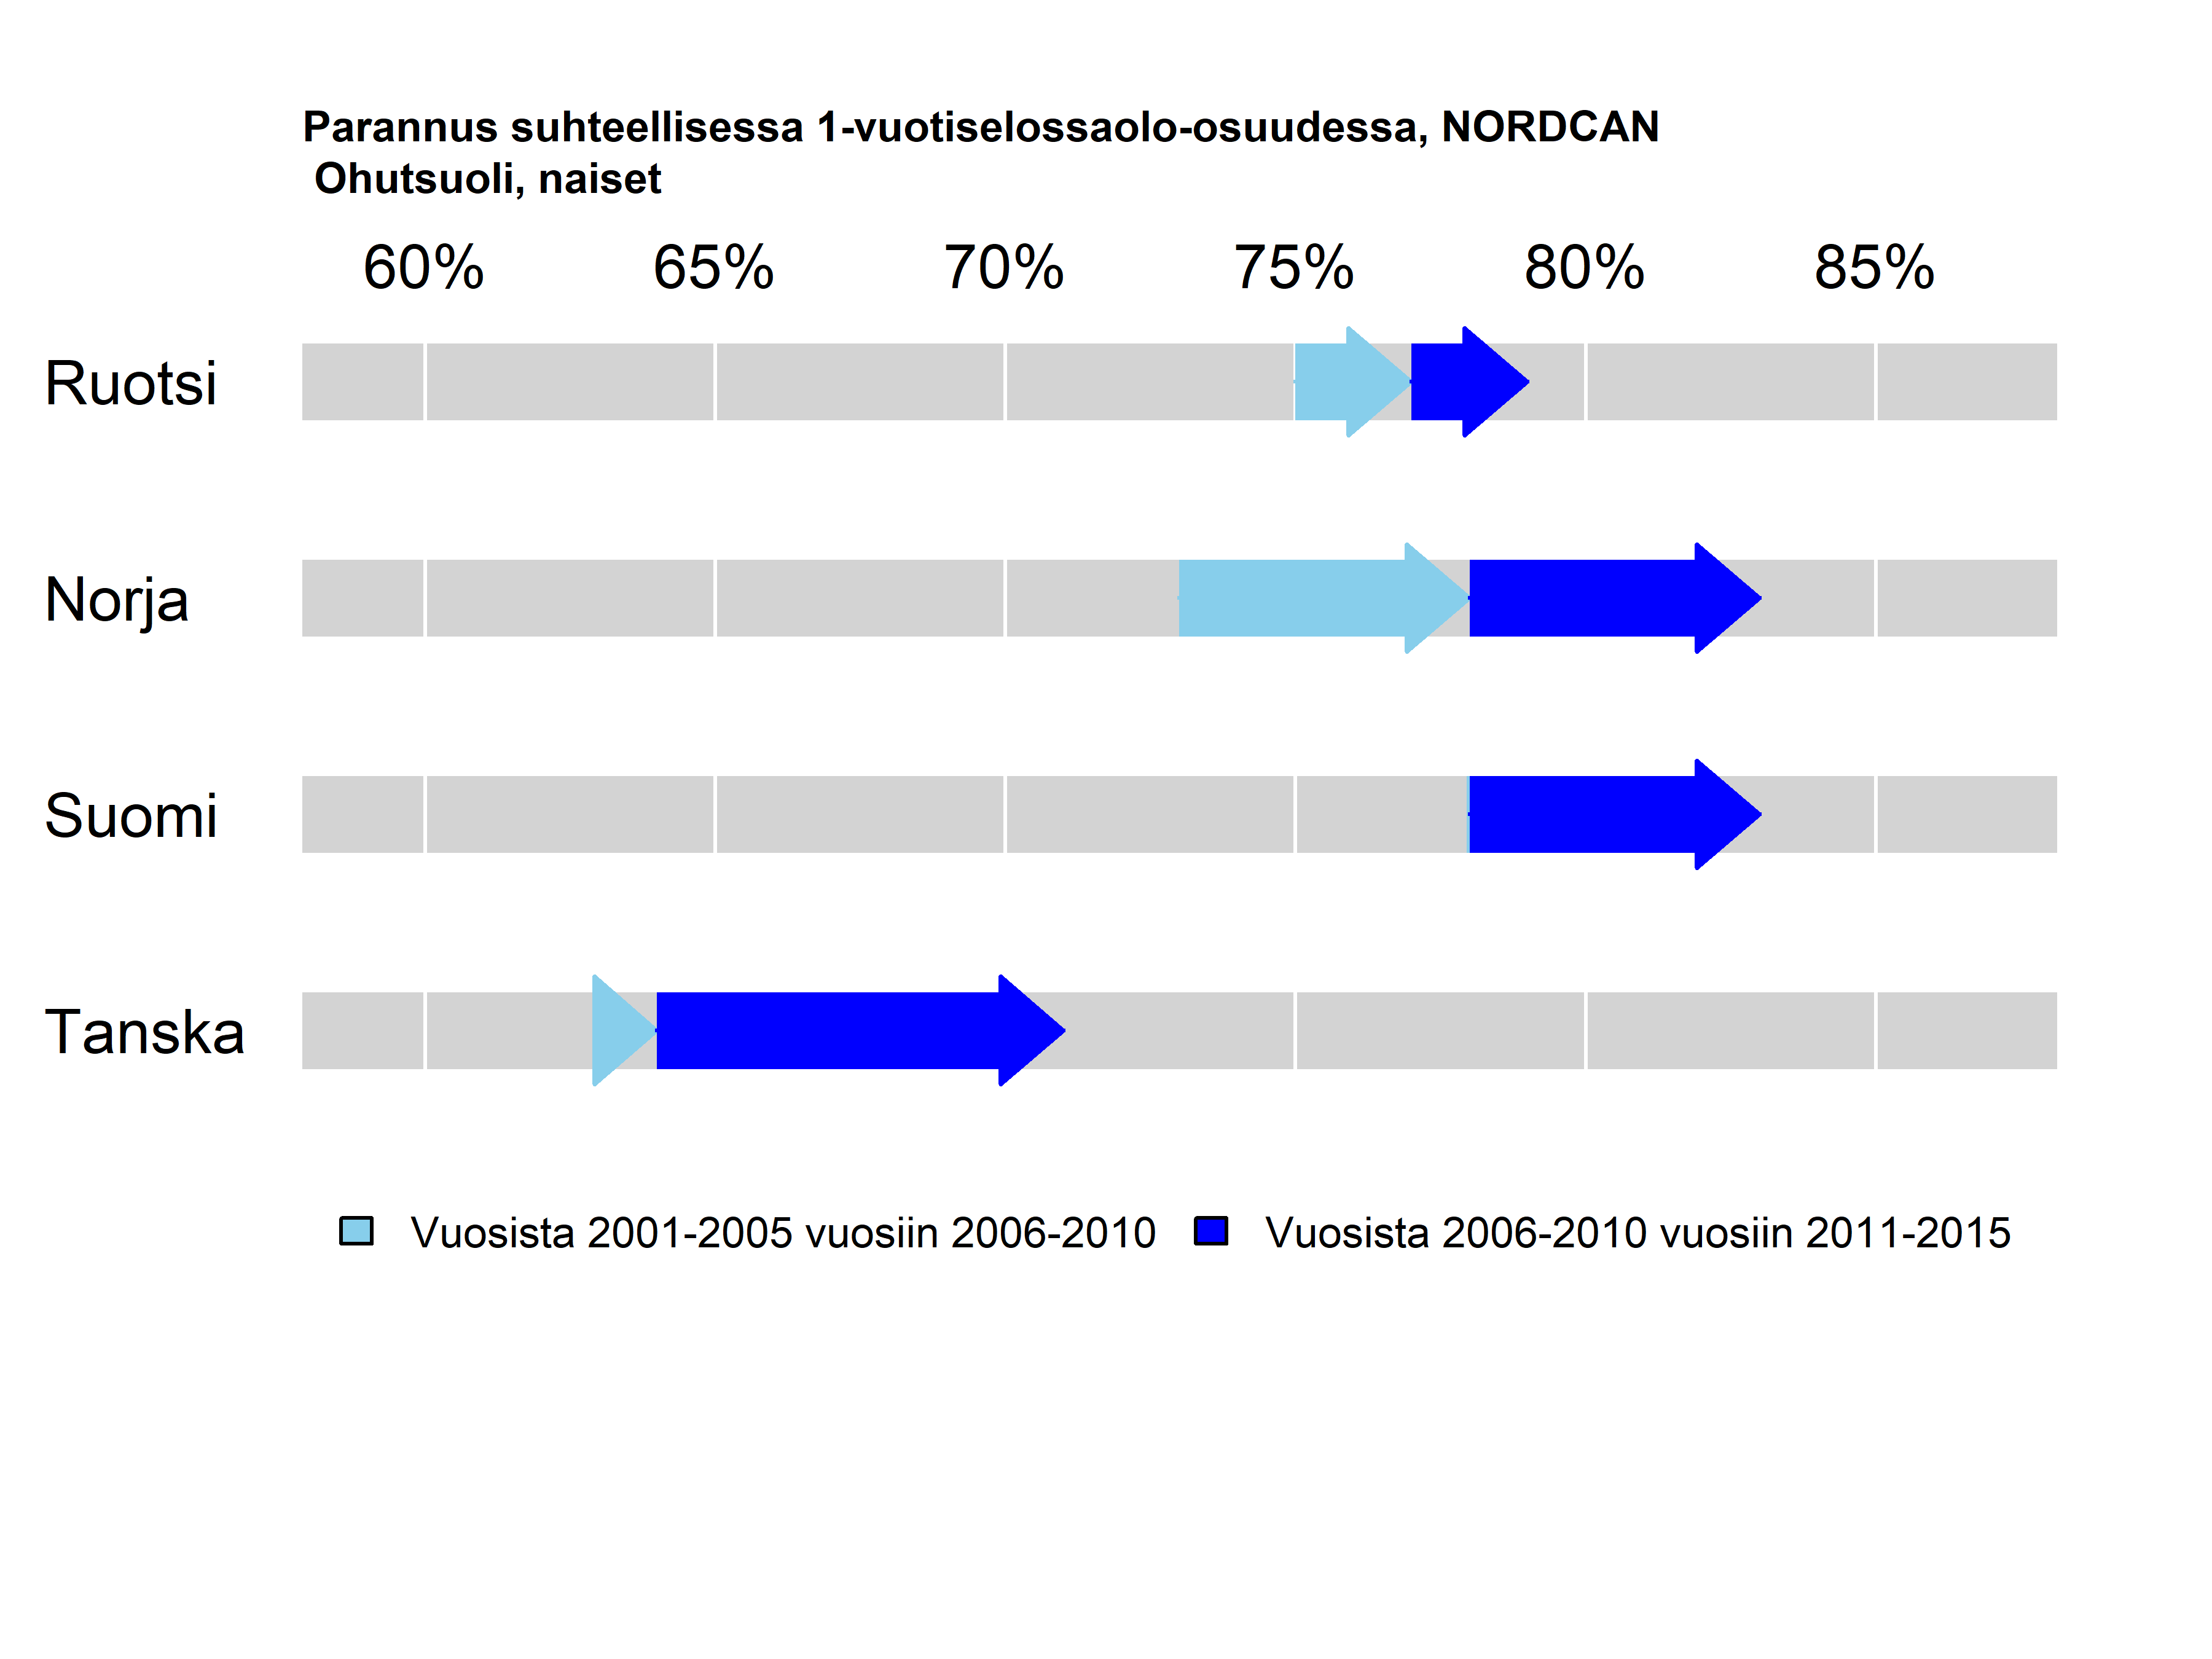 Parannus suhteellisessa 1-vuotiselossaolo-osuudessa, NORDCAN
Ohutsuoli, naiset
60% 65% 70% 75% 80% 85%
Ruotsi
Norja
Suomi
Tanska
Vuosista 2001-2005 vuosiin 2006-2010 Vuosista 2006-2010 vuosiin 2011-2015